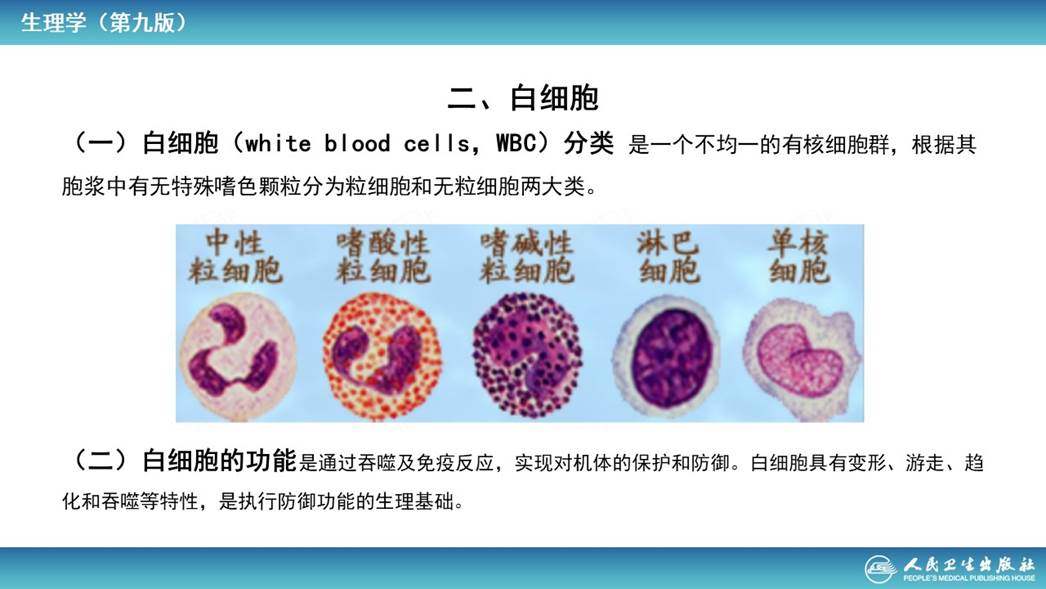 生理学（第九版）
二、白细胞
（一）白细胞（white blood cells，WBC）分类 是一个不均一的有核细胞群，根据其
胞浆中有无特殊嗜色颗粒分为粒细胞和无粒细胞两大类。
中性 嗜酸性 嗜碱性 淋巴 单核
粒细胞 粒细胞 粒细胞 细胞 细胞
（二）白细胞的功能是通过吞噬及免疫反应，实现对机体的保护和防御。白细胞具有变形、游走、趋
化和吞噬等特性，是执行防御功能的生理基础。
人民卫生出版社
PEOPLE'S MEDICAL PUBLISHING HOUSE